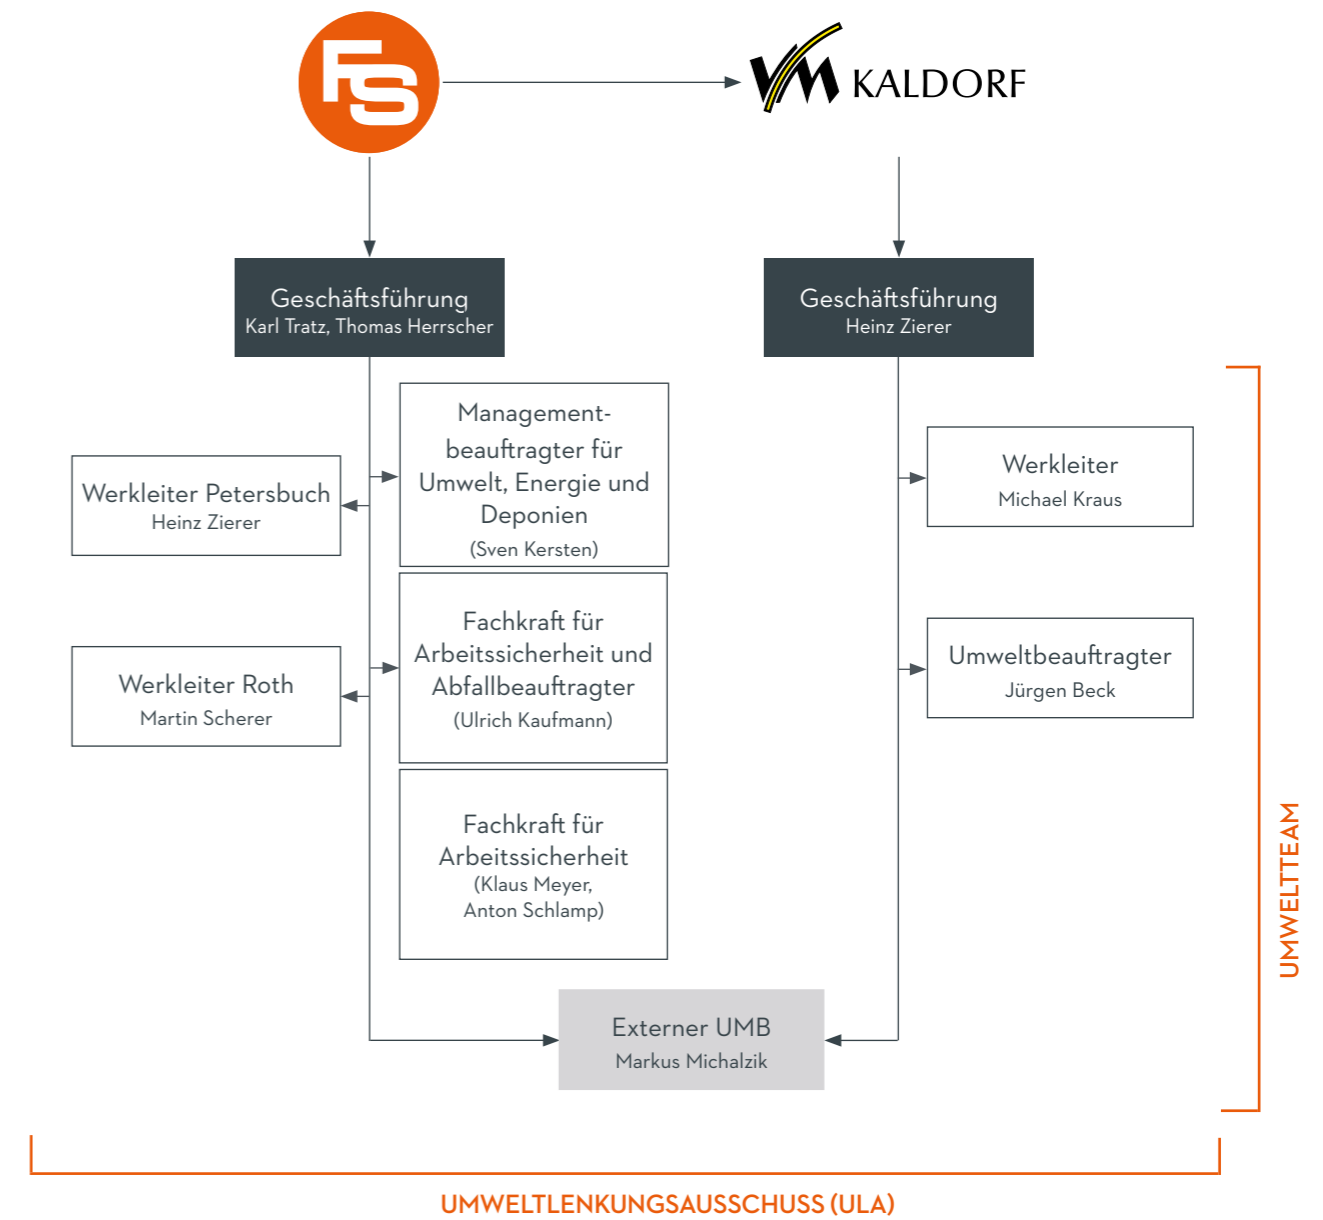 FS
VM KALDORF
Geschäftsführung
Karl Tratz, Thomas Herrscher
Geschäftsführung
Heinz Zierer
Management-
beauftragter für
Umwelt, Energie und
Deponien
(Sven Kersten)
Werkleiter Petersbuch
Heinz Zierer
Werkleiter
Michael Kraus
Fachkraft für
Arbeitssicherheit und
Abfallbeauftragter
(Ulrich Kaufmann)
Werkleiter Roth
Martin Scherer
Umweltbeauftragter
Jürgen Beck
Fachkraft für
Arbeitssicherheit
(Klaus Meyer,
Anton Schlamp)
Externer UMB
Markus Michalzik
UMWELTTEAM
UMWELTLENKUNGSAUSSCHUSS (ULA)